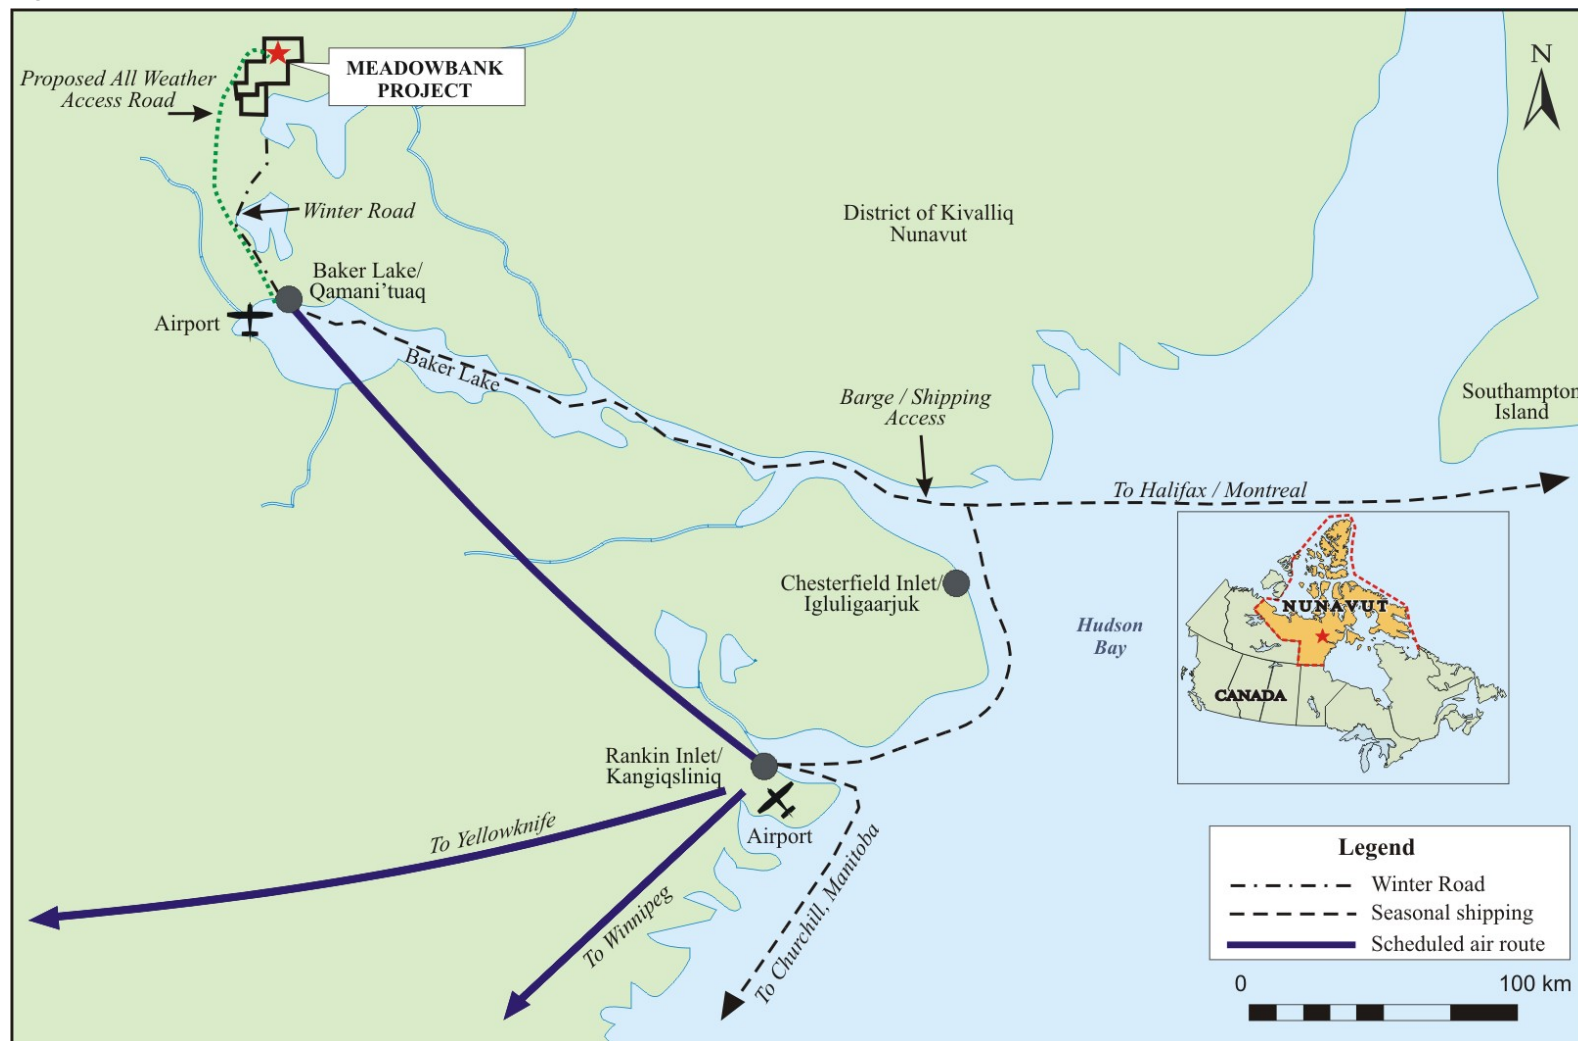 MEADOWBANK
PROJECT
Proposed All Weather
Access Road
N
Winter Road
District of Kivalliq
Nunavut
Baker Lake/
Qamani'tuaq
Airport
Baker Lake
Barge / Shipping
Access
Southampton
Island
To Halifax / Montreal
Chesterfield Inlet/
Igluligaarjuk
Hudson
Bay
NUNAVUT
CANADA
Rankin Inlet/
Kangiqsliniq
Airport
To Yellowknife
To Winnipeg
To Churchill, Manitoba
Legend
Winter Road
Seasonal shipping
Scheduled air route
0 100 km